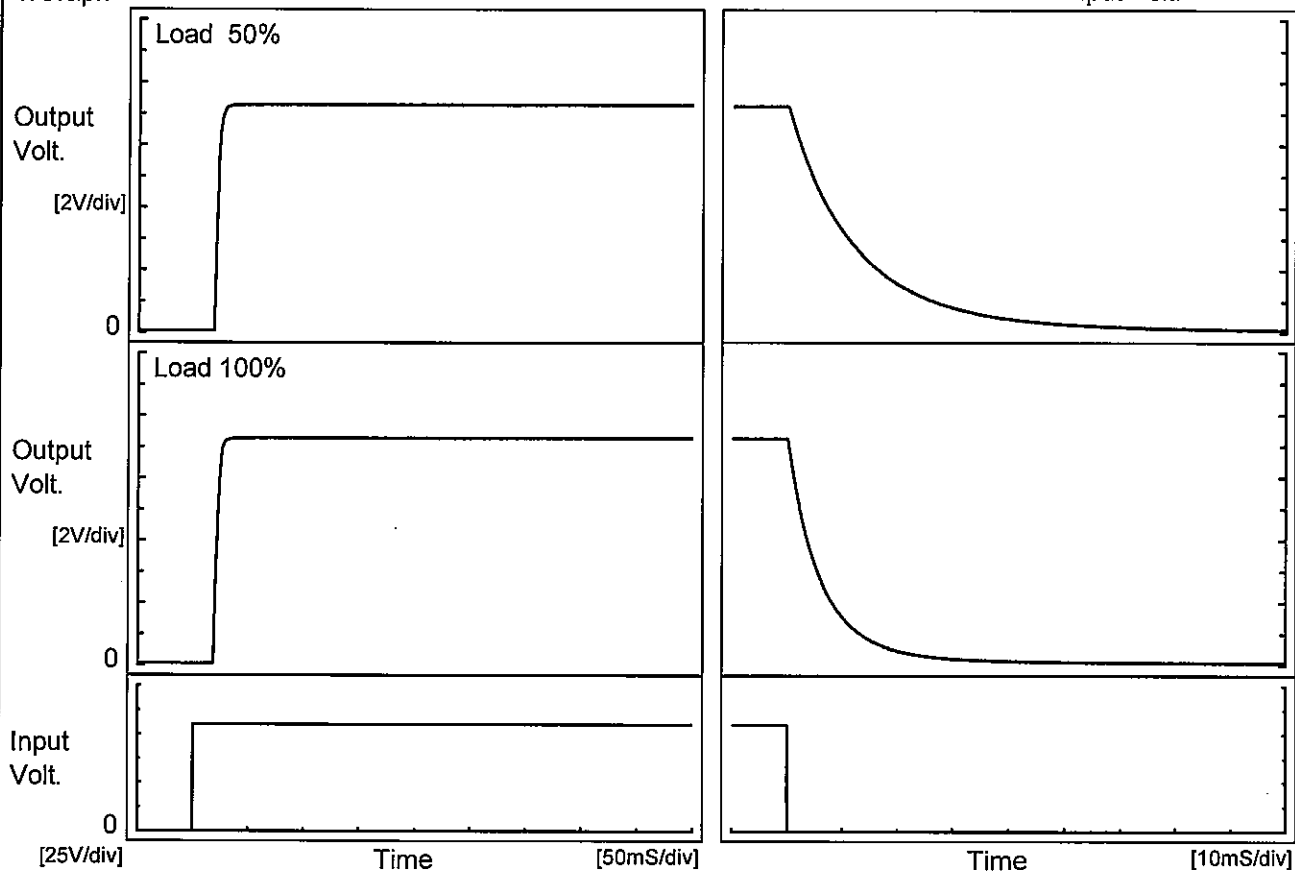 Load 50%
Output
Volt.
[2V/div]
0
Load 100%
Output
Volt.
[2V/div]
0
Input
Volt.
0
[25V/div]
Time
[50mS/div]
Time
[10mS/div]